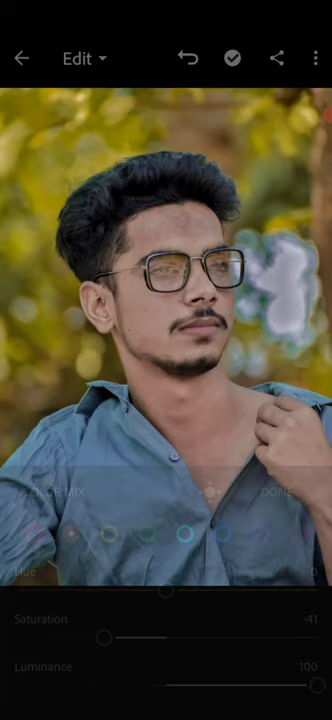 Edit
COLOR MIX DONE
Hue 0
Saturation -41
Luminance 100